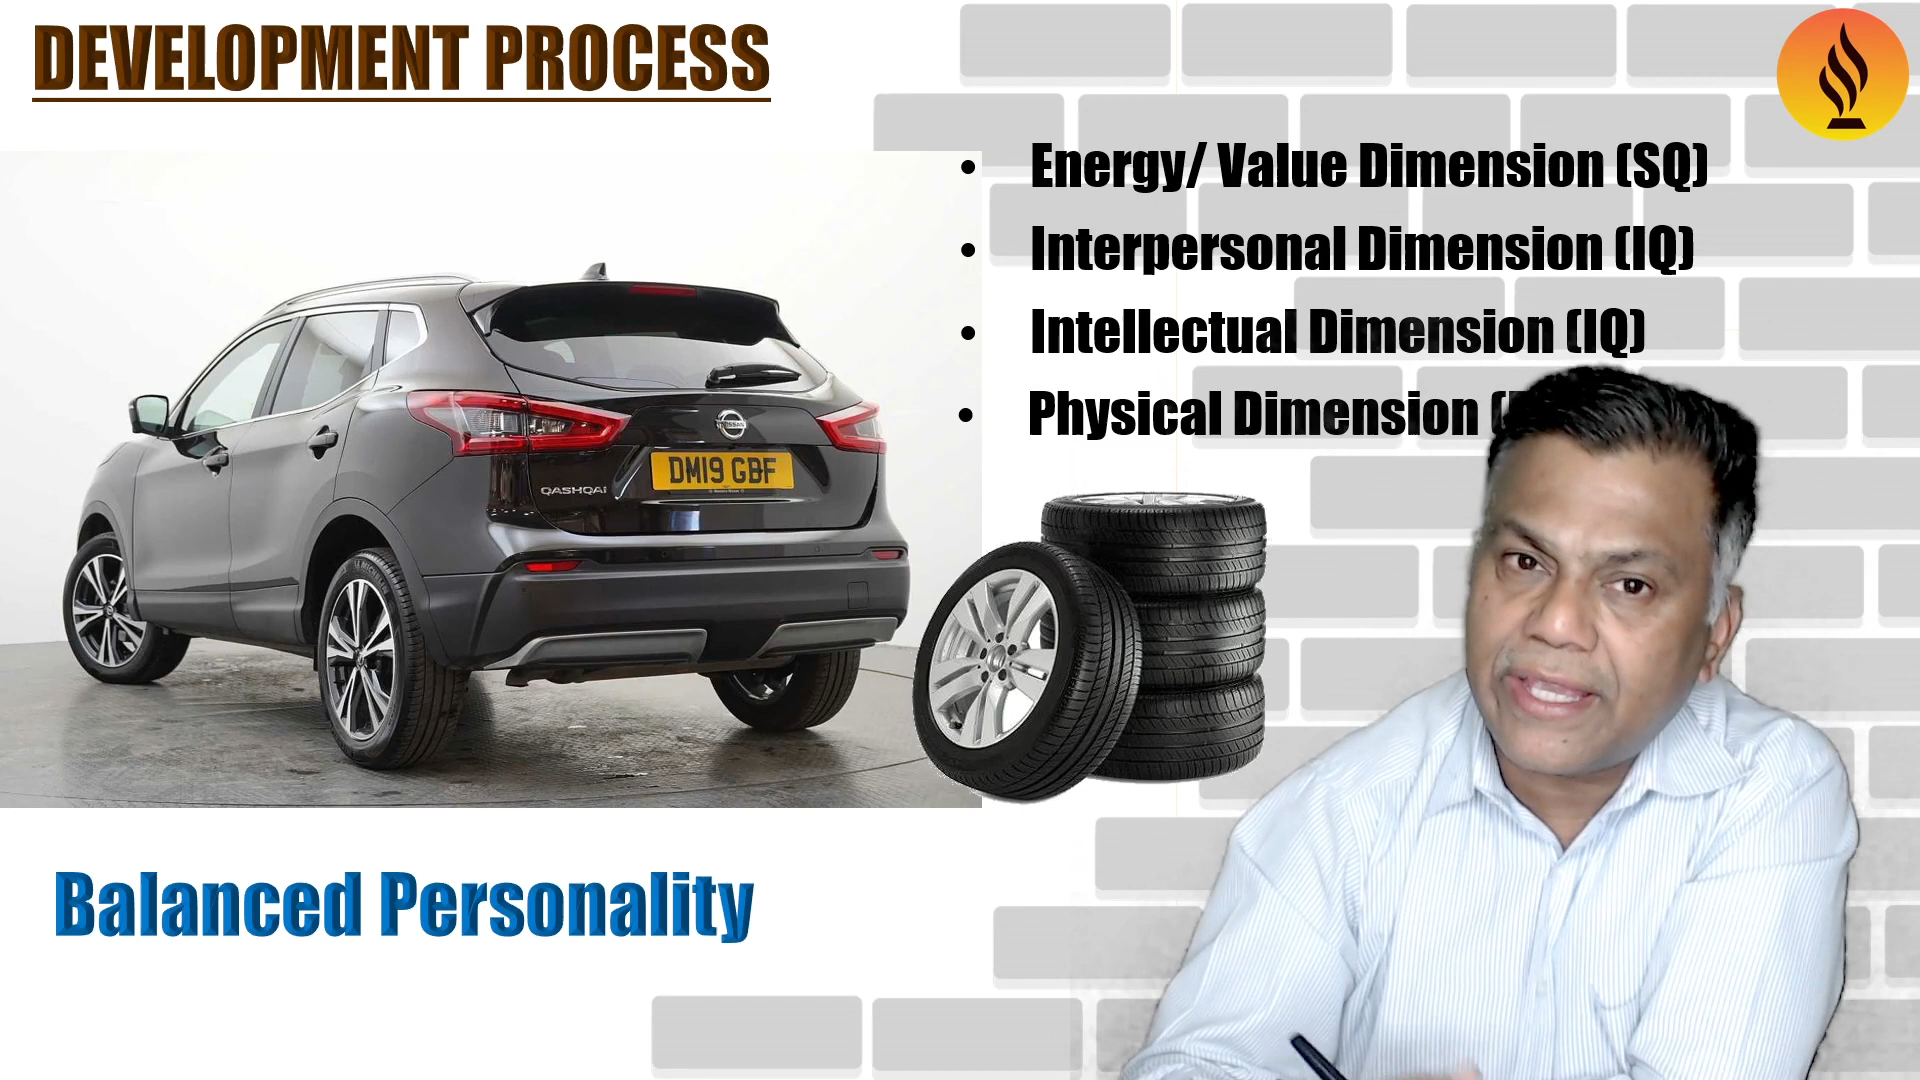 DEVELOPMENT PROCESS
• Energy/ Value Dimension (SQ)
• Interpersonal Dimension (IQ)
• Intellectual Dimension (IQ)
• Physical Dimension (
NISSAN
DM19 GBF
QASHQAI
Balanced Personality